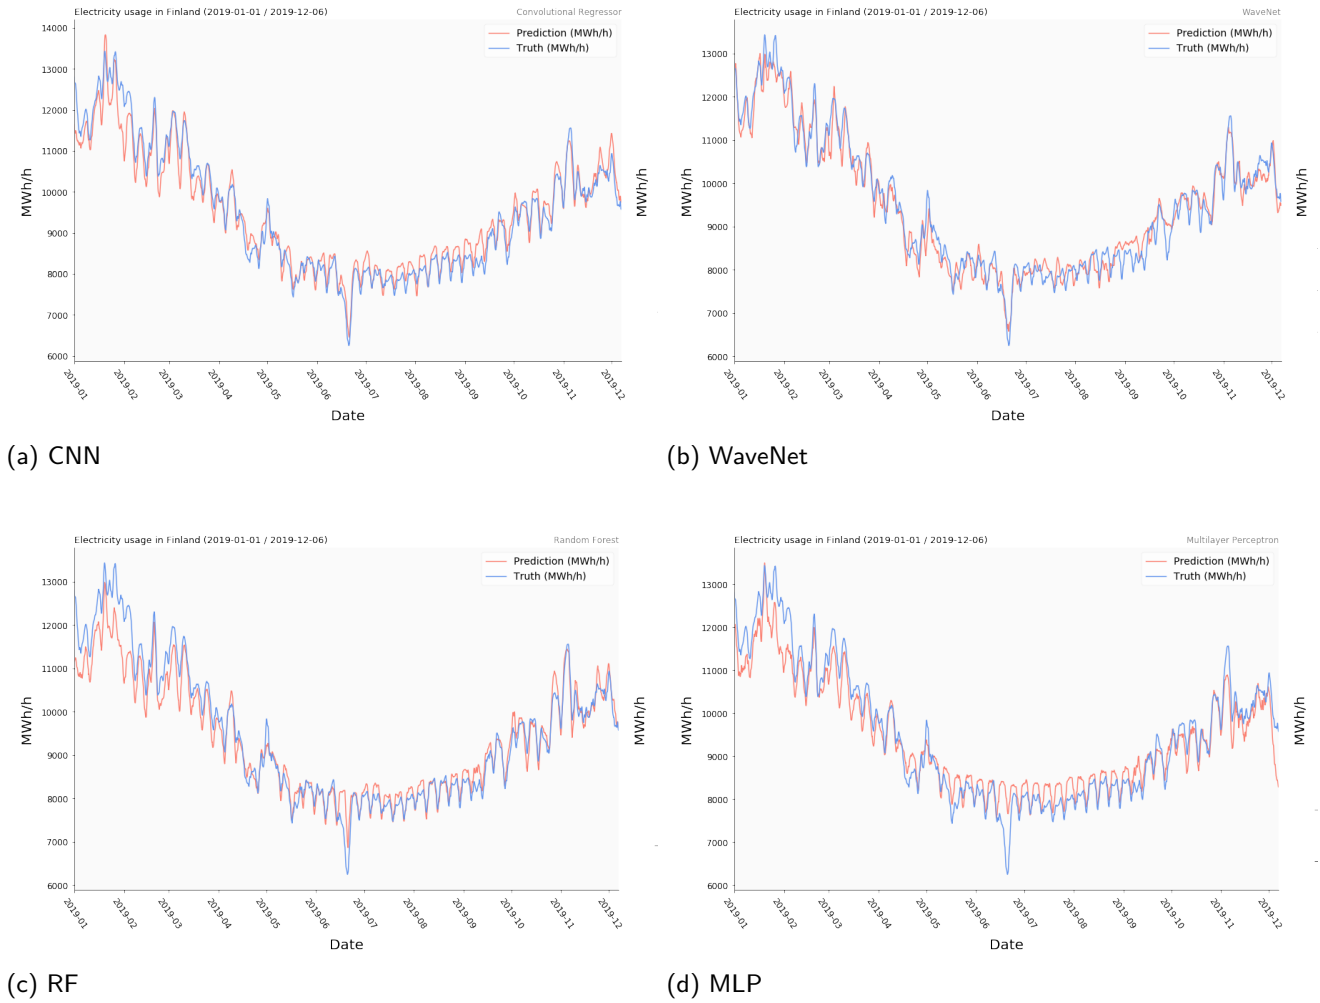 Electricity usage in Finland (2019-01-01 / 2019-12-06) Convolutional Regressor
Prediction (MWh/h)
Truth (MWh/h)
14000
13000
12000
11000
10000
9000
8000
7000
6000
MWh/h
2019-01 2019-02 2019-03 2019-04 2019-05 2019-06 2019-07 2019-08 2019-09 2019-10 2019-11 2019-12
Date
(a) CNN
Electricity usage in Finland (2019-01-01 / 2019-12-06) WaveNet
Prediction (MWh/h)
Truth (MWh/h)
13000
12000
11000
10000
9000
8000
7000
6000
MWh/h
2019-01 2019-02 2019-03 2019-04 2019-05 2019-06 2019-07 2019-08 2019-09 2019-10 2019-11 2019-12
Date
MWh/h
(b) WaveNet
Electricity usage in Finland (2019-01-01 / 2019-12-06) Random Forest
Prediction (MWh/h)
Truth (MWh/h)
13000
12000
11000
10000
9000
8000
7000
6000
MWh/h
2019-01 2019-02 2019-03 2019-04 2019-05 2019-06 2019-07 2019-08 2019-09 2019-10 2019-11 2019-12
Date
(c) RF
Electricity usage in Finland (2019-01-01 / 2019-12-06) Multilayer Perceptron
Prediction (MWh/h)
Truth (MWh/h)
13000
12000
11000
10000
9000
8000
7000
6000
MWh/h
2019-01 2019-02 2019-03 2019-04 2019-05 2019-06 2019-07 2019-08 2019-09 2019-10 2019-11 2019-12
Date
MWh/h
(d) MLP